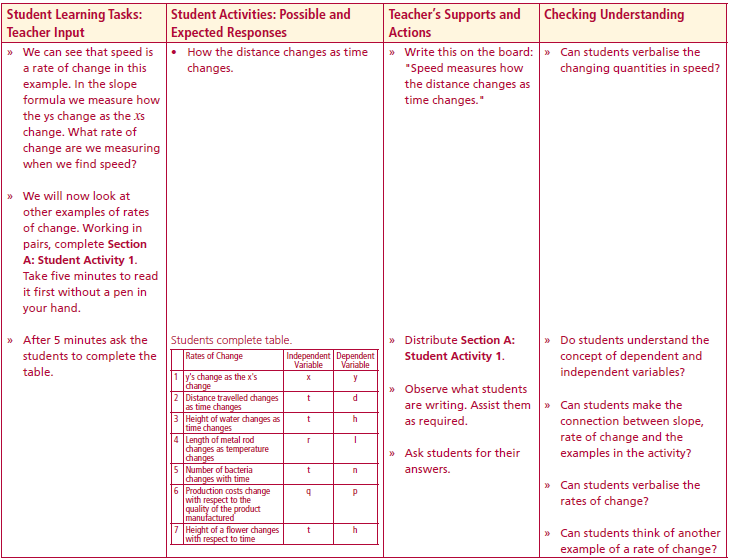 Student Learning Tasks:
Teacher Input
» We can see that speed is
a rate of change in this
example. In the slope
formula we measure how
the ys change as the xs
change. What rate of
change are we measuring
when we find speed?
» We will now look at
other examples of rates
of change. Working in
pairs, complete Section
A: Student Activity 1.
Take five minutes to read
it first without a pen in
your hand.
» After 5 minutes ask the
students to complete the
table.
Student Activities: Possible and
Expected Responses
• How the distance changes as time
changes.
Students complete table.
Rates of Change Independent Variable Dependent Variable
1 y's change as the x's
change x y
2 Distance travelled changes
as time changes t d
3 Height of water changes as
time changes t h
4 Length of metal rod
changes as temperature
changes r l
5 Number of bacteria
changes with time t n
6 Production costs change
with respect to the
quality of the product
manufactured q p
7 Height of a flower changes
with respect to time t h
Teacher's Supports and
Actions
» Write this on the board:
"Speed measures how
the distance changes as
time changes."
» Distribute Section A:
Student Activity 1.
» Observe what students
are writing. Assist them
as required.
» Ask students for their
answers.
Checking Understanding
» Can students verbalise the
changing quantities in speed?
» Do students understand the
concept of dependent and
independent variables?
» Can students make the
connection between slope,
rate of change and the
examples in the activity?
» Can students verbalise the
rates of change?
» Can students think of another
example of a rate of change?